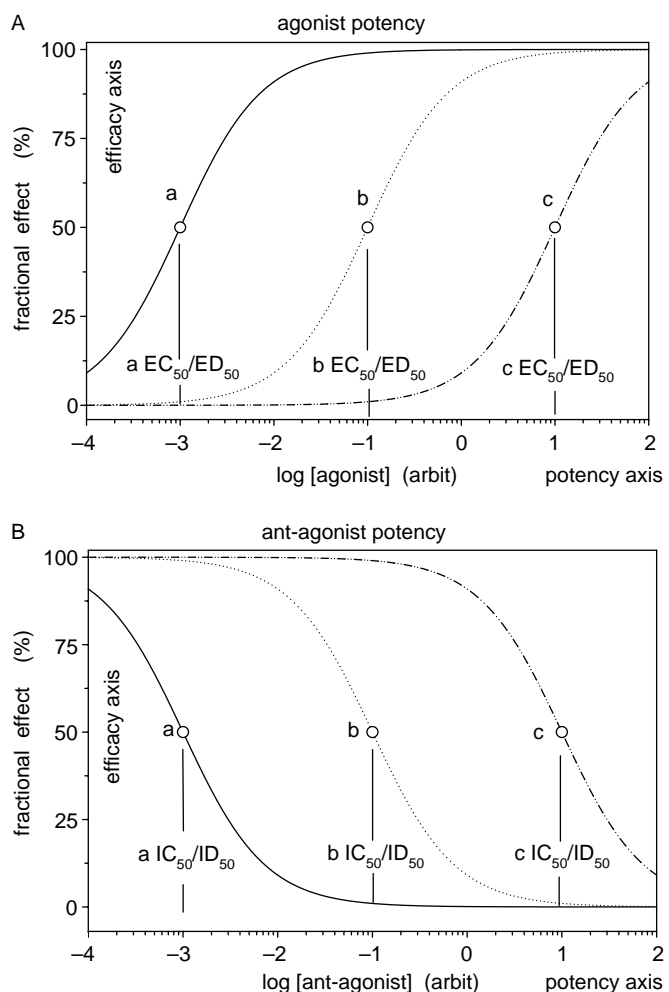 A
agonist potency
100
75
50
25
0
fractional effect (%)
efficacy axis
a
b
c
a EC50/ED50
b EC50/ED50
c EC50/ED50
–4 –3 –2 –1 0 1 2
log [agonist] (arbit) potency axis
B
ant-agonist potency
100
75
50
25
0
fractional effect (%)
efficacy axis
a
b
c
a IC50/ID50
b IC50/ID50
c IC50/ID50
–4 –3 –2 –1 0 1 2
log [ant-agonist] (arbit) potency axis